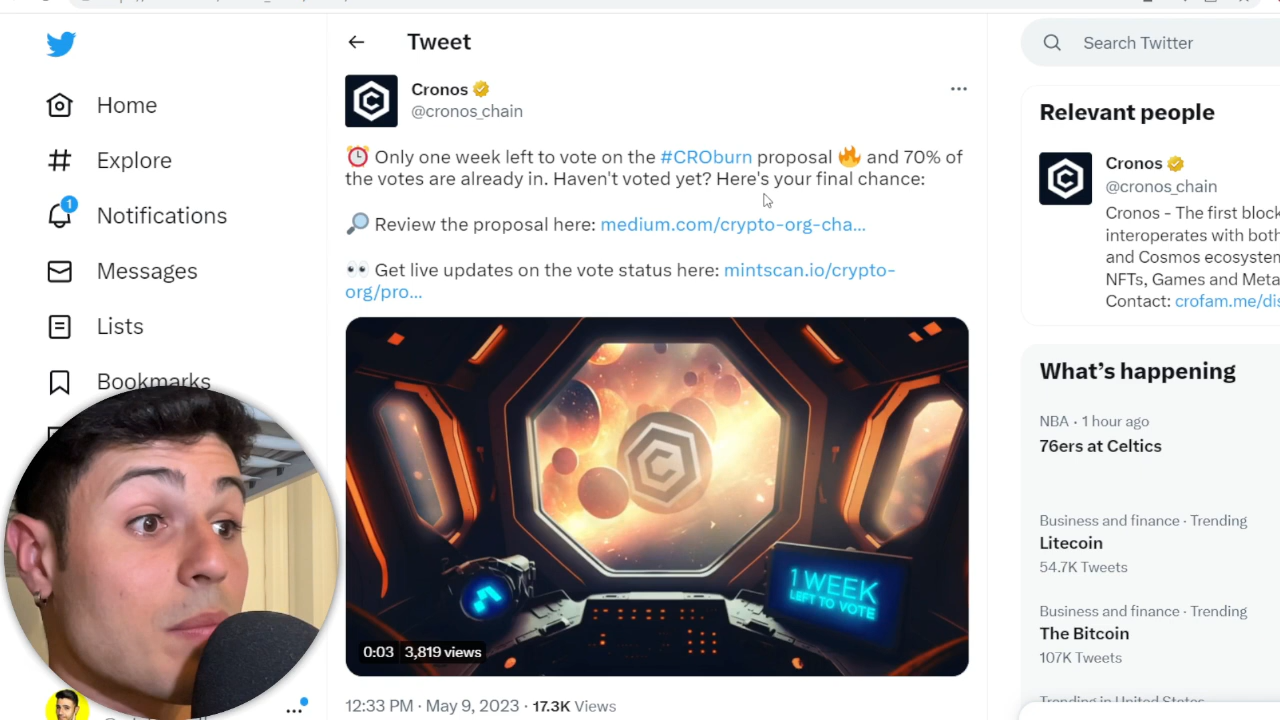 Home
Explore
1
Notifications
Messages
Lists
Bookmarks
Tweet
Cronos
@cronos_chain
⏰ Only one week left to vote on the #CROburn proposal 🔥 and 70% of
the votes are already in. Haven't voted yet? Here's your final chance:
🔎 Review the proposal here: medium.com/crypto-org-cha...
👀 Get live updates on the vote status here: mintscan.io/crypto-
org/pro...
1 WEEK
LEFT TO VOTE
0:03 3,819 views
12:33 PM · May 9, 2023 · 17.3K Views
Search Twitter
Relevant people
Cronos
@cronos_chain
Cronos - The first block
interoperates with both
and Cosmos ecosystem
NFTs, Games and Meta
Contact: crofam.me/dis
What's happening
NBA · 1 hour ago
76ers at Celtics
Business and finance · Trending
Litecoin
54.7K Tweets
Business and finance · Trending
The Bitcoin
107K Tweets
Trending in United States